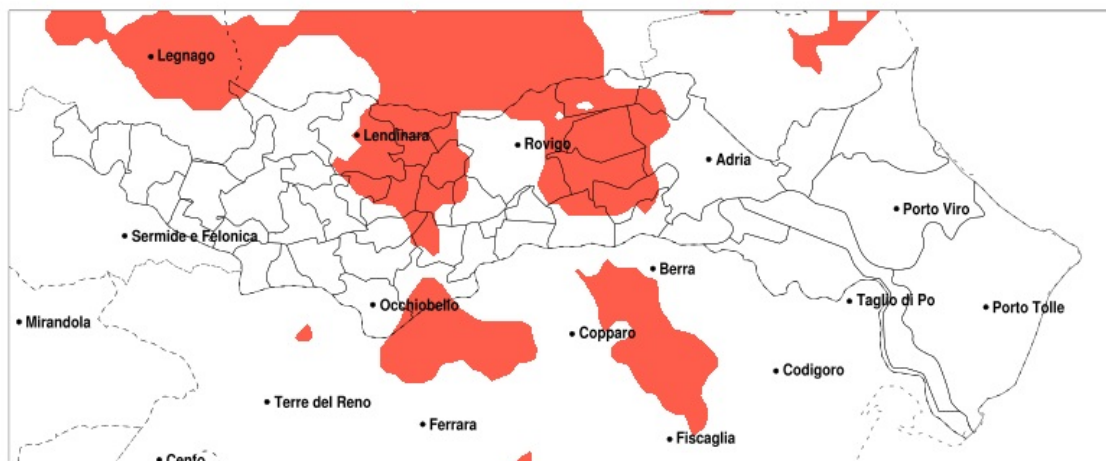 Legnago
Lendinara
Rovigo
Adria
Porto Viro
Sermide e Felonica
Berra
Occhiobello
Taglio di Po
Porto Tolle
Mirandola
Copparo
Codigoro
Terre del Reno
Ferrara
Fiscaglia
Cento